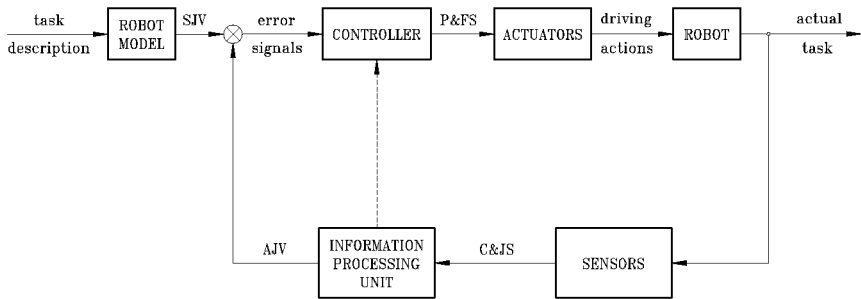 task
description
ROBOT
MODEL
SJV
error
signals
CONTROLLER
P&FS
ACTUATORS
driving
actions
ROBOT
actual
task
AJV
INFORMATION
PROCESSING
UNIT
C&JS
SENSORS